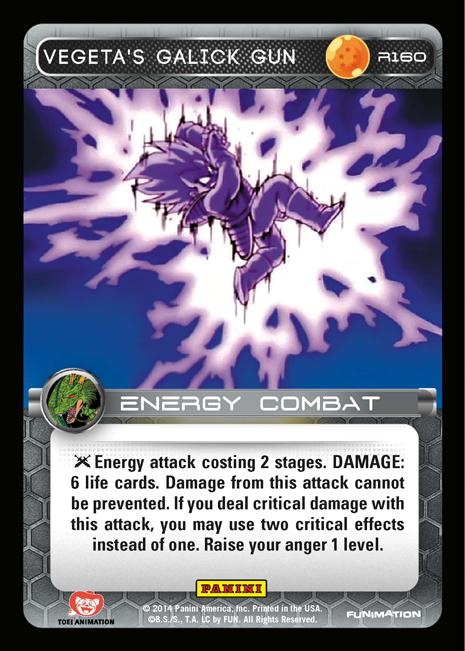 VEGETA'S GALICK GUN
R160
ENERGY COMBAT
Energy attack costing 2 stages. DAMAGE:
6 life cards. Damage from this attack cannot
be prevented. If you deal critical damage with
this attack, you may use two critical effects
instead of one. Raise your anger 1 level.
PANINI
© 2014 Panini America, Inc. Printed in the USA.
©B.S./S., T.A. LC by FUN. All Rights Reserved.
TOEI ANIMATION
FUNIMATION